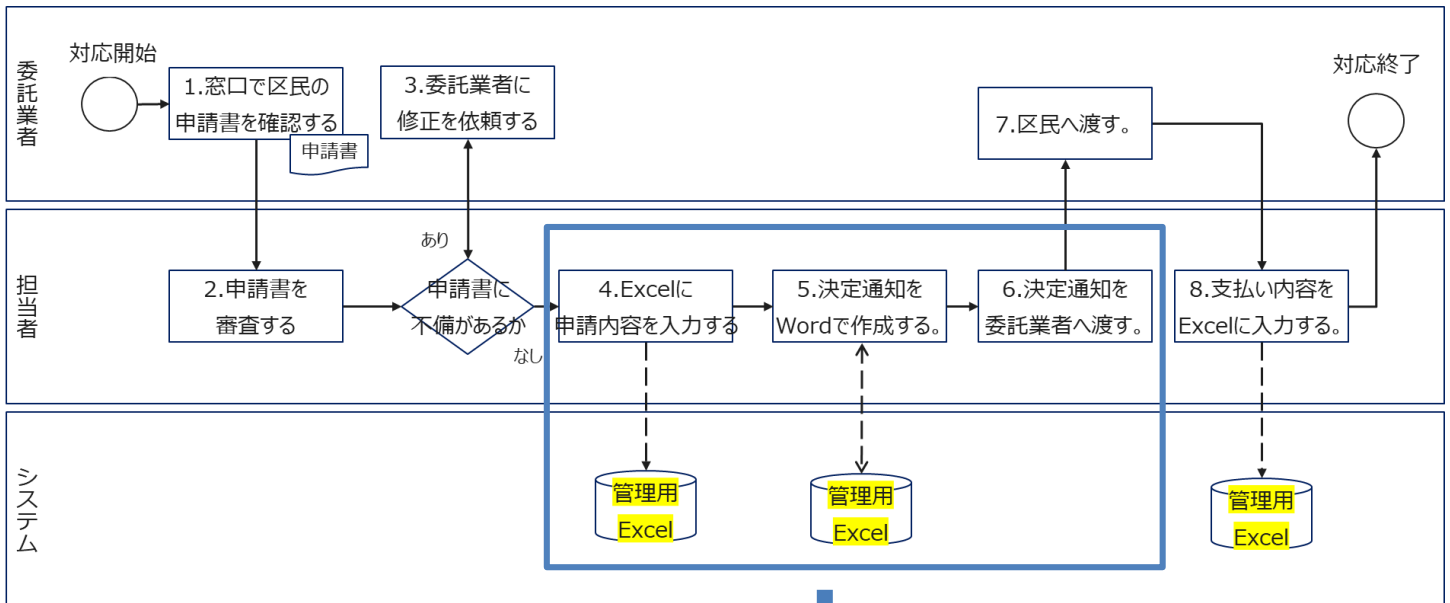 委託業者
対応開始
1.窓口で区民の
申請書を確認する
申請書
3.委託業者に
修正を依頼する
7.区民へ渡す。
対応終了
担当者
2.申請書を
審査する
あり
申請書に
不備があるか
なし
4.Excelに
申請内容を入力する
5.決定通知を
Wordで作成する。
6.決定通知を
委託業者へ渡す。
8.支払い内容を
Excelに入力する。
システム
管理用
Excel
管理用
Excel
管理用
Excel